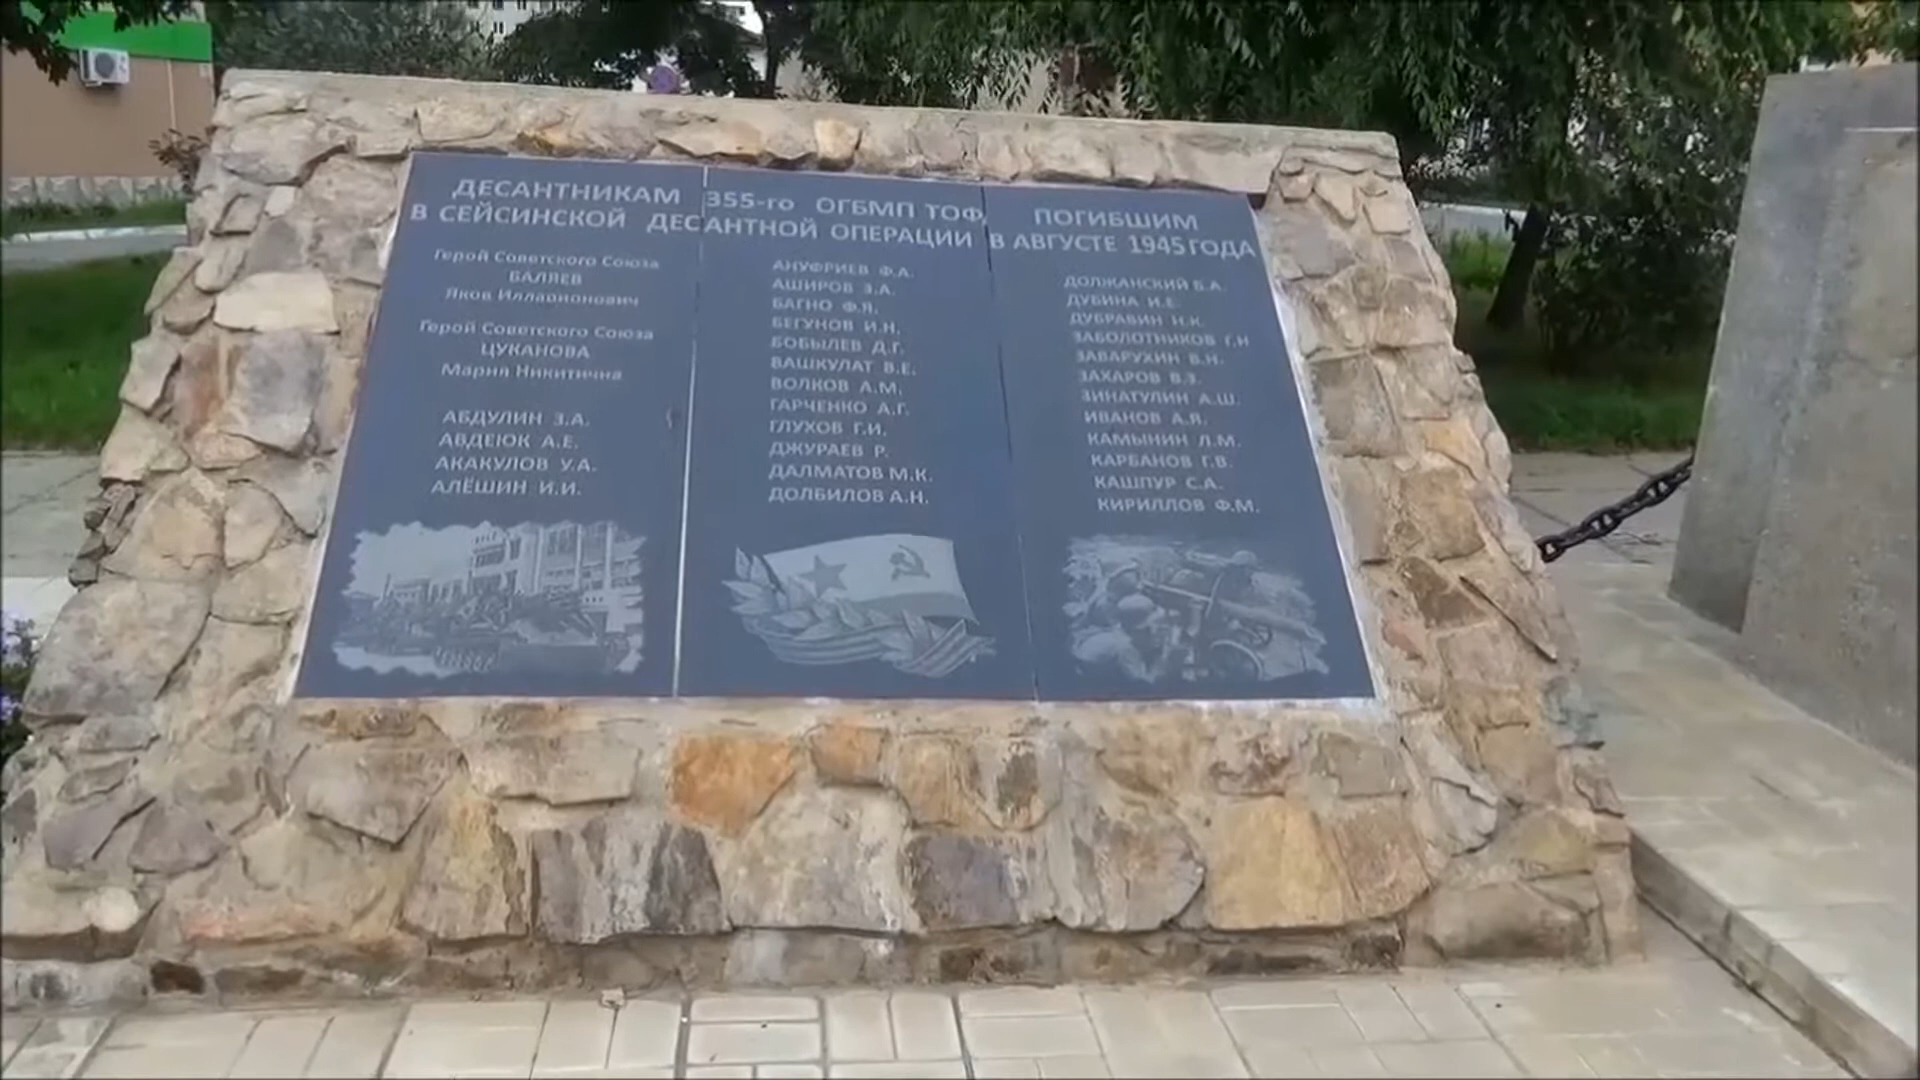 ДЕСАНТНИКАМ 355-го ОГБМП ТОФ, ПОГИБШИМ
В СЕЙСИНСКОЙ ДЕСАНТНОЙ ОПЕРАЦИИ В АВГУСТЕ 1945 ГОДА
Герой Советского Союза
БАЛЯЕВ
Яков Илларионович
Герой Советского Союза
ЦУКАНОВА
Мария Никитична
АБДУЛИН З.А.
АВДЕЮК А.Е.
АКАКУЛОВ У.А.
АЛЁШИН И.И.
АНУФРИЕВ Ф.А.
АШИРОВ З.А.
БАГНО Ф.Я.
БЕГУНОВ И.Н.
БОБЫЛЕВ Д.Г.
ВАШКУЛАТ В.Е.
ВОЛКОВ А.М.
ГАРЧЕНКО А.Г.
ГЛУХОВ Г.И.
ДЖУРАЕВ Р.
ДАЛМАТОВ М.К.
ДОЛБИЛОВ А.Н.
ДОЛЖАНСКИЙ Б.А.
ДУБИНА И.Е.
ДУБРАВИН Н.К.
ЗАБОЛОТНИКОВ Г.Н
ЗАВАРУХИН В.Н.
ЗАХАРОВ В.З.
ЗИНАТУЛИН А.Ш.
ИВАНОВ А.Я.
КАМЫНИН Л.М.
КАРБАНОВ Г.В.
КАШПУР С.А.
КИРИЛЛОВ Ф.М.